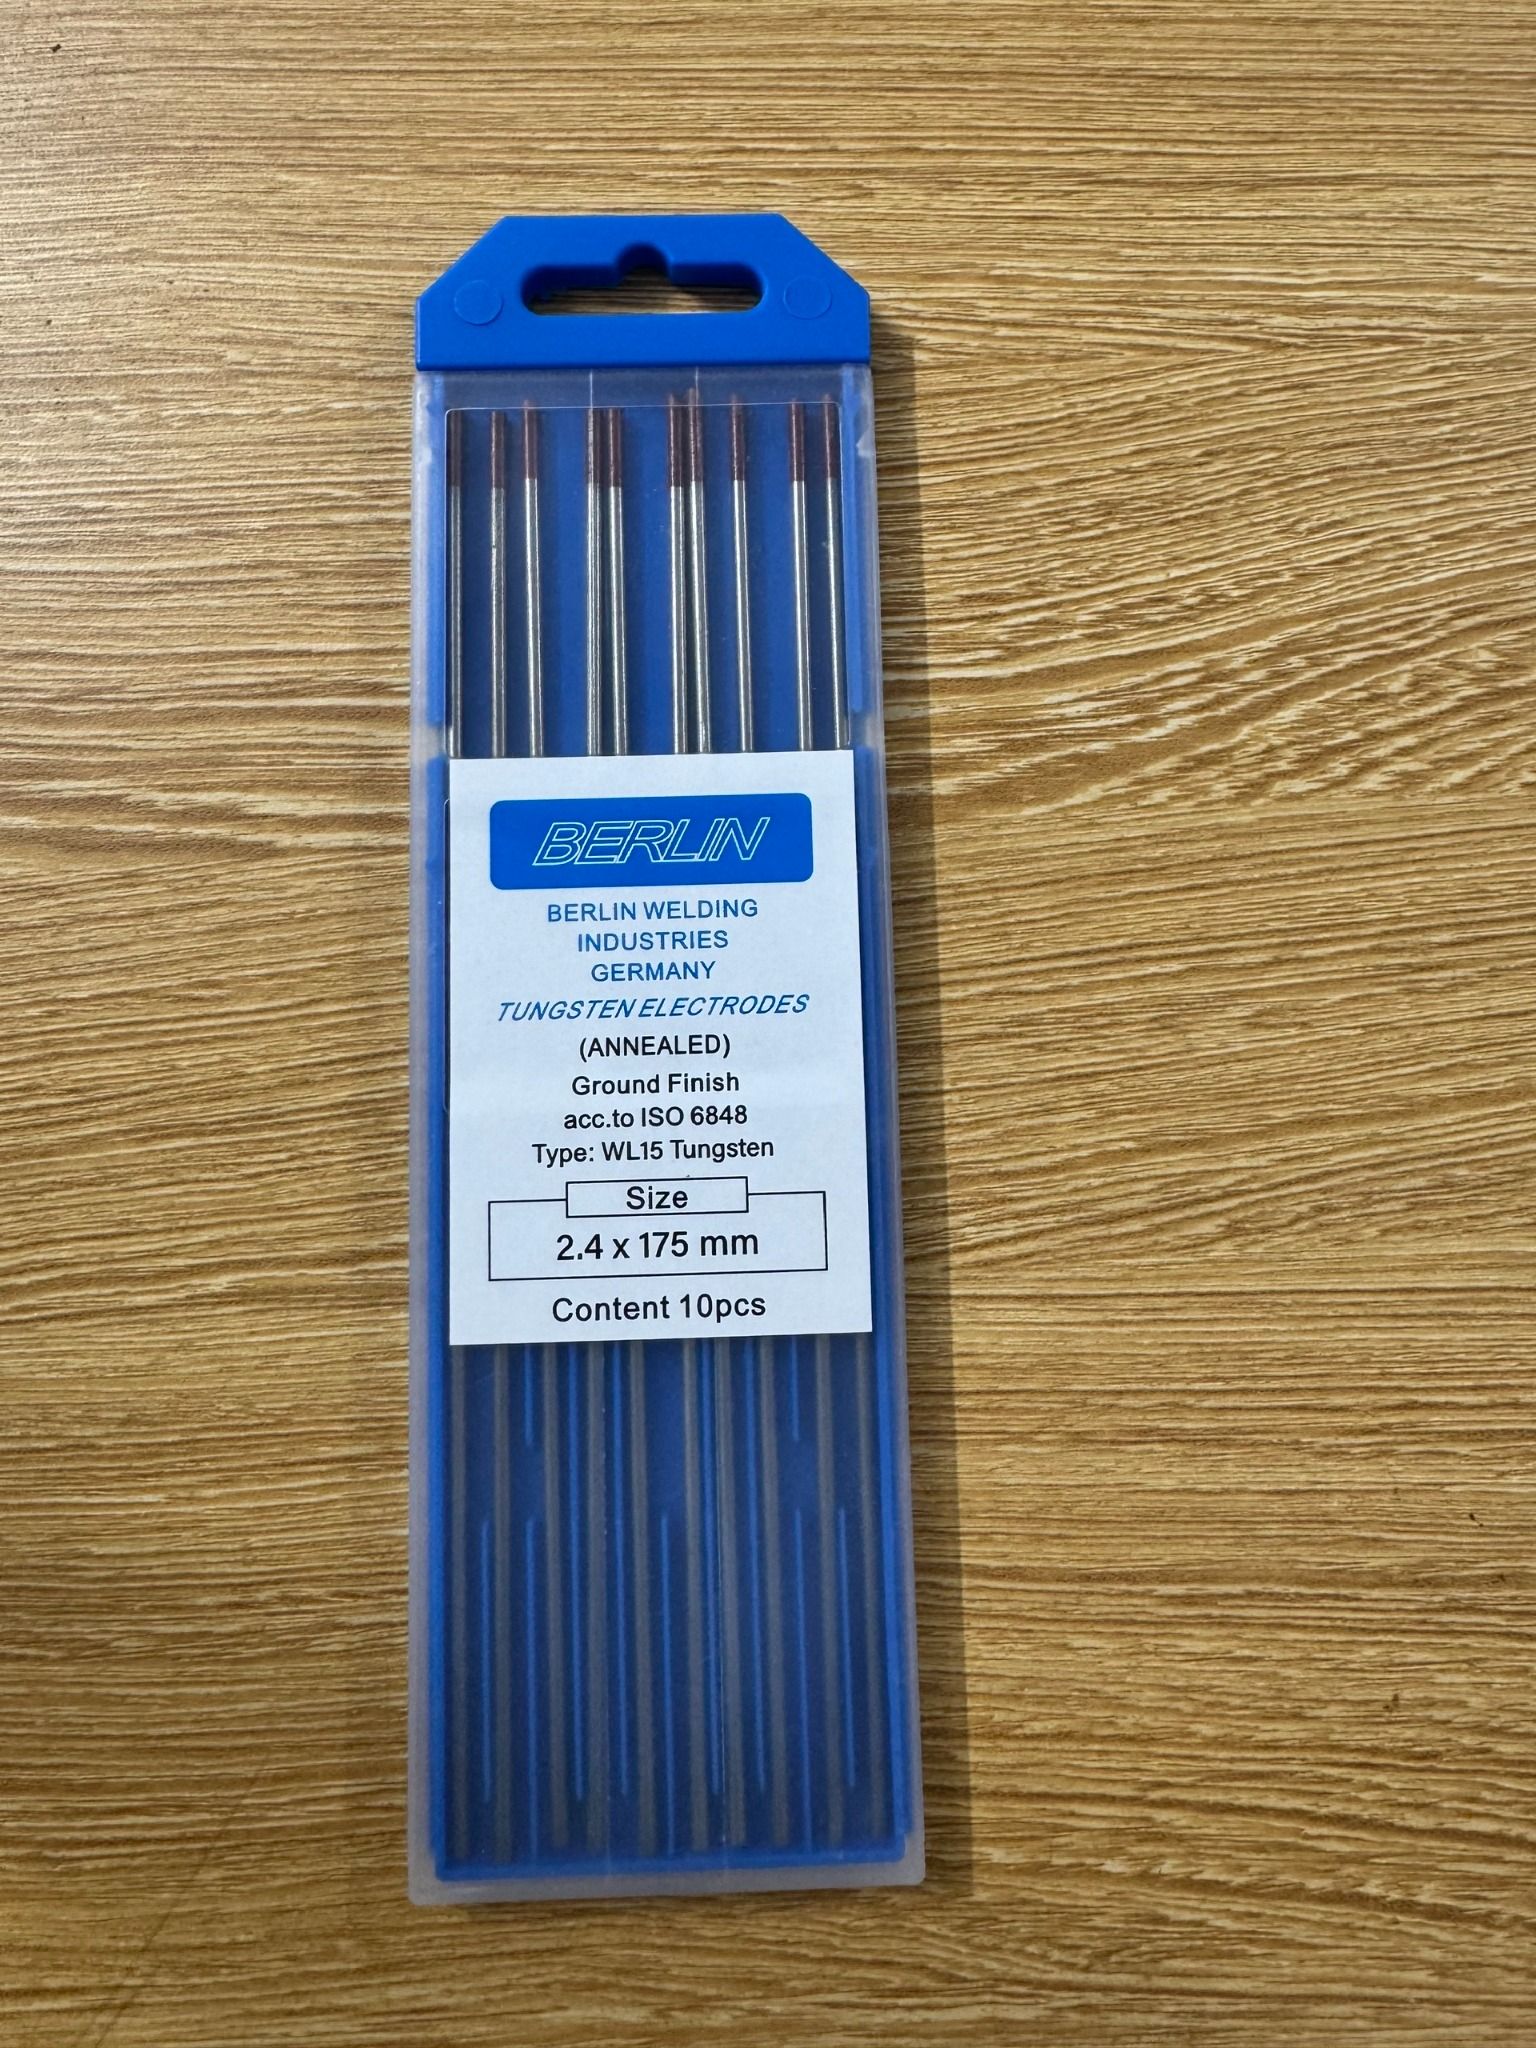 BERLIN
BERLIN WELDING
INDUSTRIES
GERMANY
TUNGSTEN ELECTRODES
(ANNEALED)
Ground Finish
acc.to ISO 6848
Type: WL15 Tungsten
Size
2.4 x 175 mm
Content 10pcs